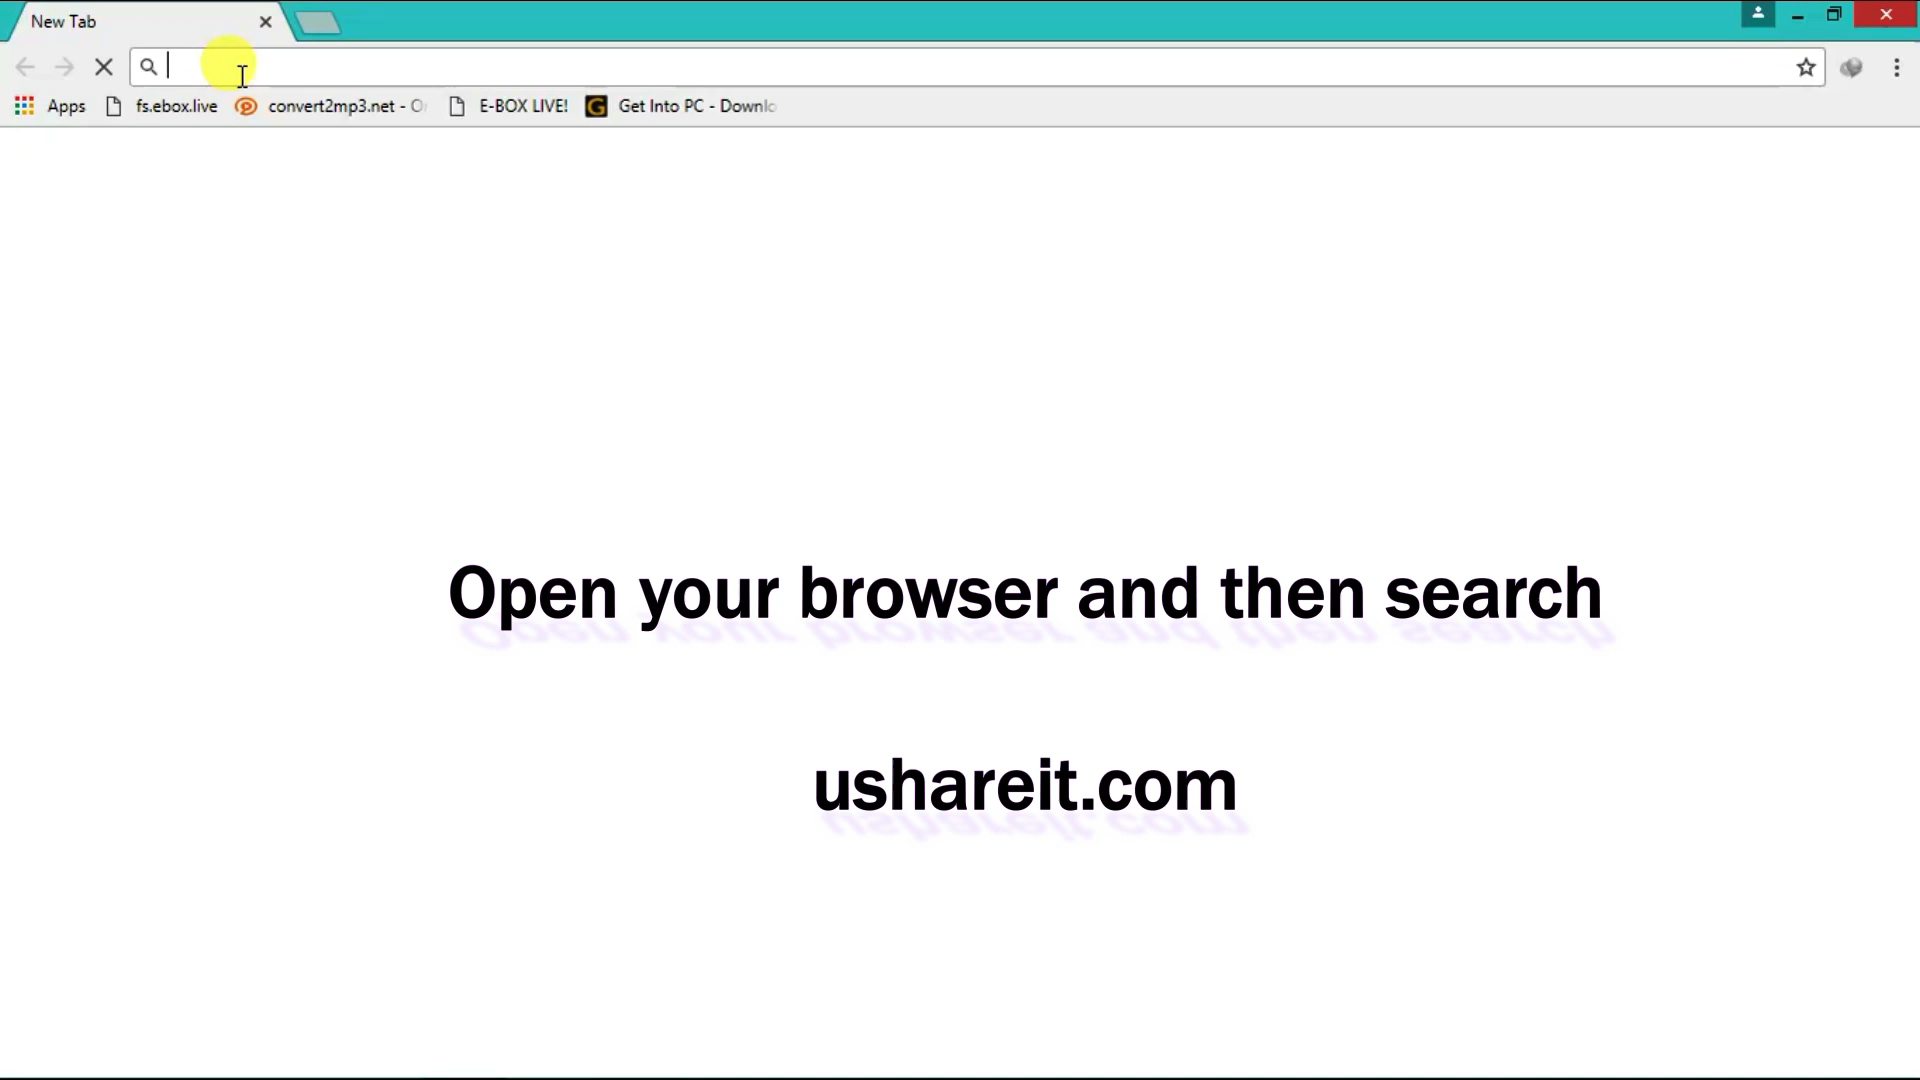 New Tab
Apps fs.ebox.live convert2mp3.net - E-BOX LIVE! Get Into PC - Downlo
Open your browser and then search
ushareit.com